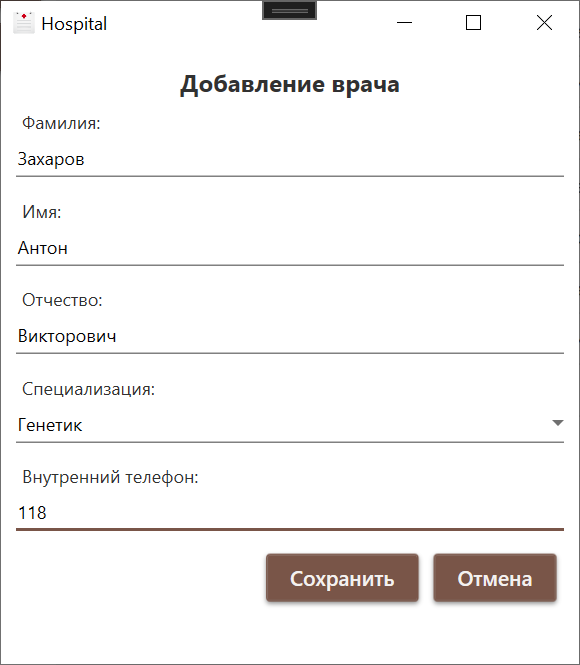 Hospital
Добавление врача
Фамилия:
Захаров
Имя:
Антон
Отчество:
Викторович
Специализация:
Генетик
Внутренний телефон:
118
Сохранить Отмена